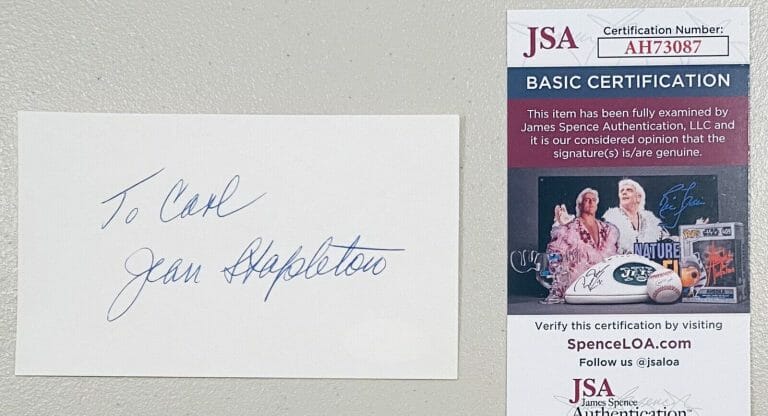 To Carl
Jean Stapleton
JSA
Certification Number:
AH73087
BASIC CERTIFICATION
This item has been fully examined by
James Spence Authentication, LLC and
it is our considered opinion that the
signature(s) is/are genuine.
NATURE
Verify this certification by visiting
SpenceLOA.com
Follow us @jsaloa
JSA
James Spence
Authentication™